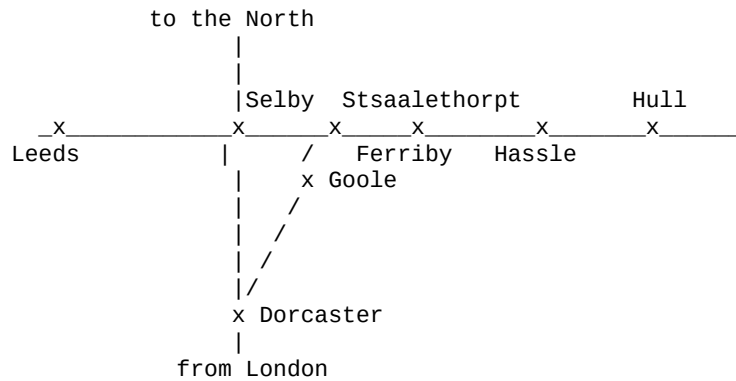 to the North
Selby Stsaalethorpt Hull
Leeds Ferriby Hassle
Goole
Dorcaster
from London